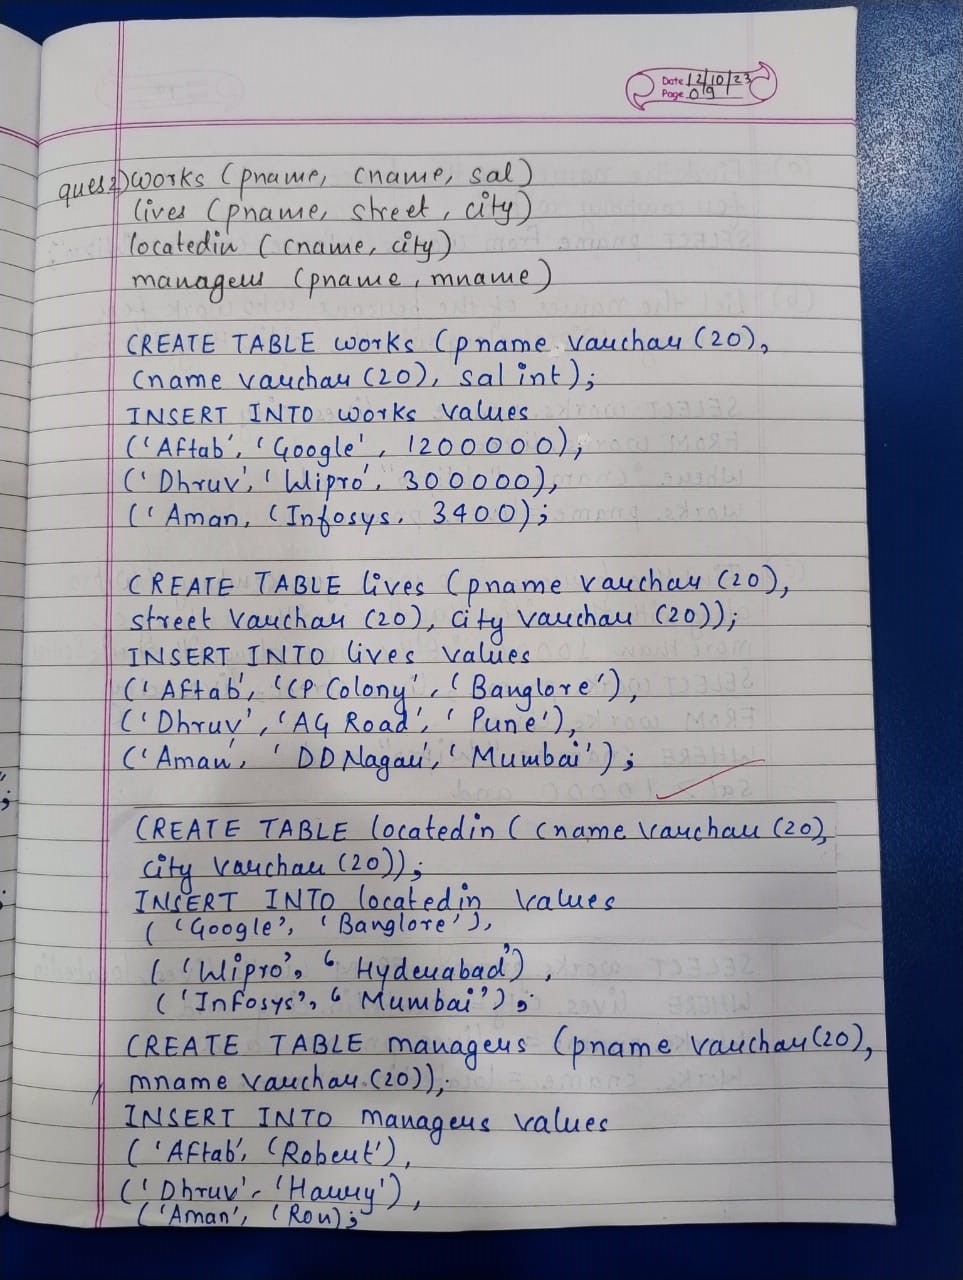 Date 12/10/23
Page 09
ques 2) works (pname, cname, sal)
lives (pname, street, city)
locatedin (cname, city)
managers (pname, mname)
CREATE TABLE works (pname varchar (20),
cname varchar (20), sal int);
INSERT INTO works values
('Aftab', 'Google', 1200000),
('Dhruv', 'Wipro', 300000),
('Aman, 'Infosys, 3400);
CREATE TABLE lives (pname varchar (20),
street varchar (20), city varchar (20));
INSERT INTO lives values
('Aftab', 'CP Colony', 'Banglore'),
('Dhruv', 'AG Road', 'Pune'),
('Aman', 'DD Nagar', 'Mumbai');
CREATE TABLE locatedin (cname varchar (20),
city varchar (20));
INSERT INTO locatedin values
('Google', 'Banglore'),
('Wipro', 'Hyderabad'),
('Infosys', 'Mumbai');
CREATE TABLE managers (pname varchar(20),
mname varchar (20));
INSERT INTO managers values
('Aftab', 'Robert'),
('Dhruv', 'Harry'),
('Aman', 'Ron);